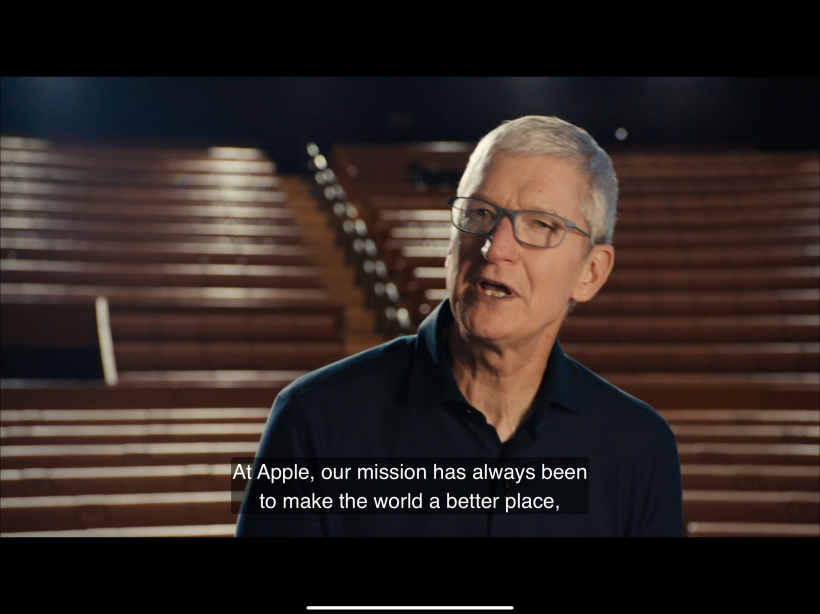 At Apple, our mission has always been
to make the world a better place,